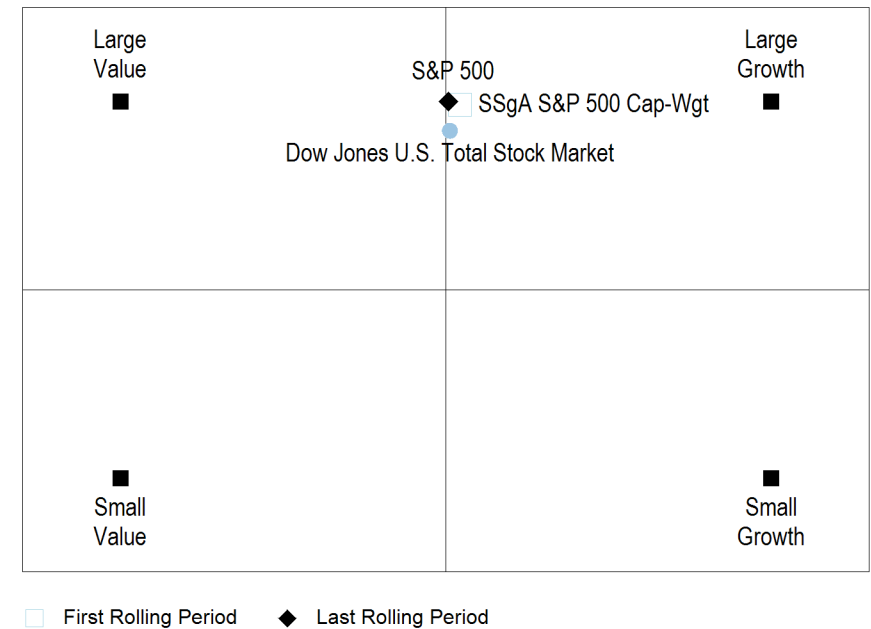 Large
Value
Large
Growth
S&P 500
SSgA S&P 500 Cap-Wgt
Dow Jones U.S. Total Stock Market
Small
Value
Small
Growth
First Rolling Period
Last Rolling Period